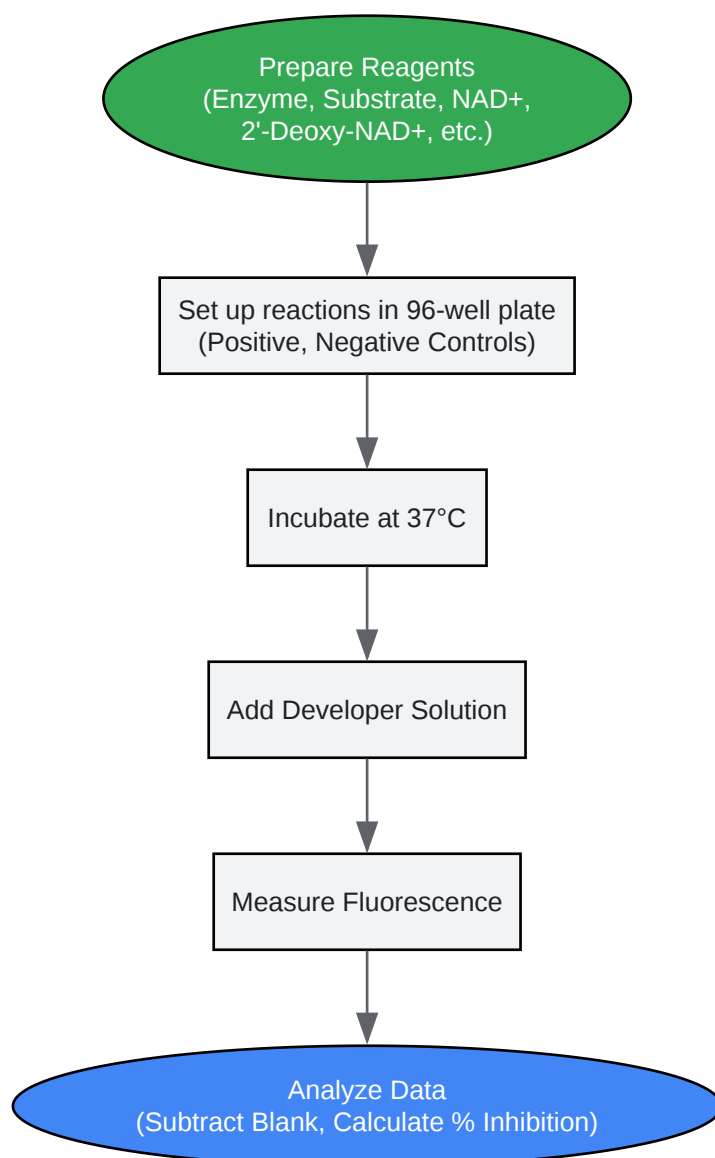 Prepare Reagents
(Enzyme, Substrate, NAD+,
2'-Deoxy-NAD+, etc.)
Set up reactions in 96-well plate
(Positive, Negative Controls)
Incubate at 37°C
Add Developer Solution
Measure Fluorescence
Analyze Data
(Subtract Blank, Calculate % Inhibition)